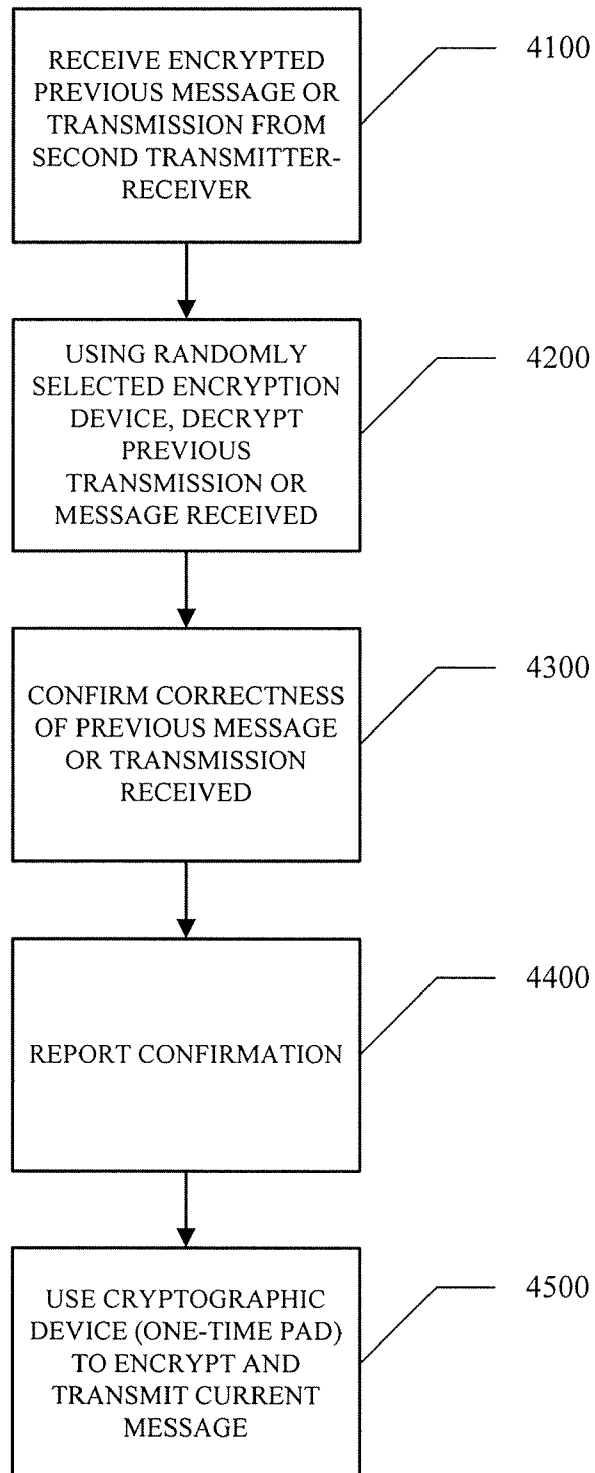 RECEIVE ENCRYPTED
PREVIOUS MESSAGE OR
TRANSMISSION FROM
SECOND TRANSMITTER-
RECEIVER
4100
USING RANDOMLY
SELECTED ENCRYPTION
DEVICE, DECRYPT
PREVIOUS
TRANSMISSION OR
MESSAGE RECEIVED
4200
CONFIRM CORRECTNESS
OF PREVIOUS MESSAGE
OR TRANSMISSION
RECEIVED
4300
REPORT CONFIRMATION
4400
USE CRYPTOGRAPHIC
DEVICE (ONE-TIME PAD)
TO ENCRYPT AND
TRANSMIT CURRENT
MESSAGE
4500